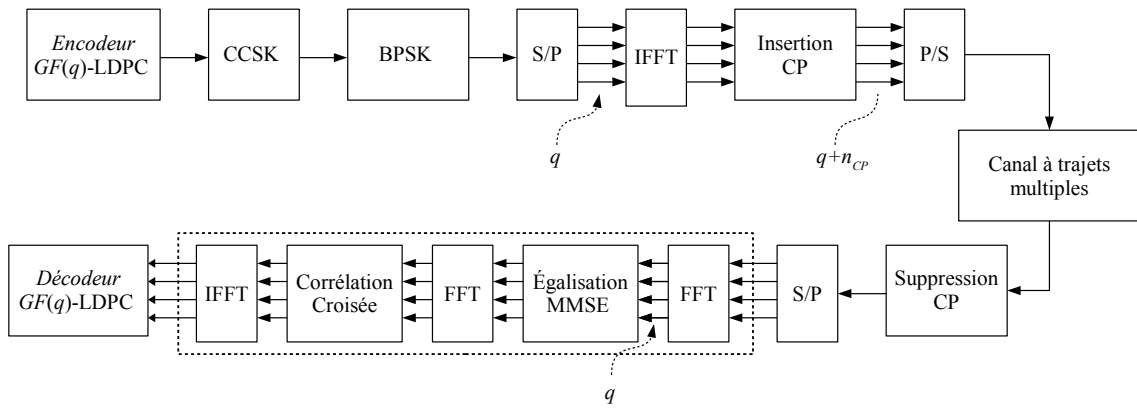 Encodeur
GF(q)-LDPC
CCSK
BPSK
S/P
IFFT
Insertion
CP
P/S
q
q+n_CP
Canal à trajets
multiples
Décodeur
GF(q)-LDPC
IFFT
Corrélation
Croisée
FFT
Égalisation
MMSE
FFT
S/P
Suppression
CP
q